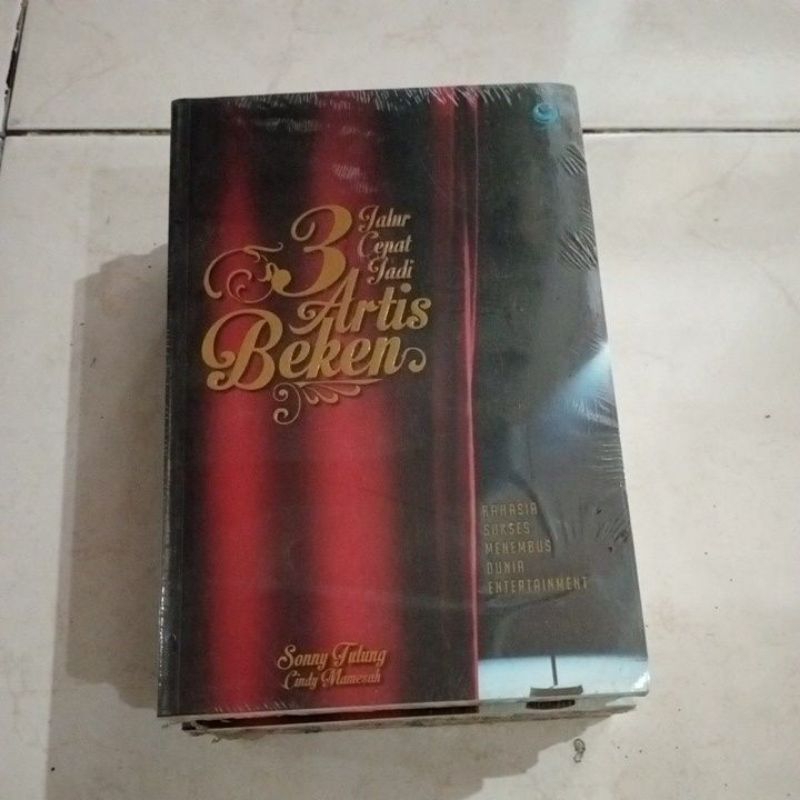 3 Jalur
Cepat
Jadi
Artis
Beken
RAHASIA
SUKSES
MENEMBUS
DUNIA
ENTERTAINMENT
Sonny Tulung
Cindy Mamesah